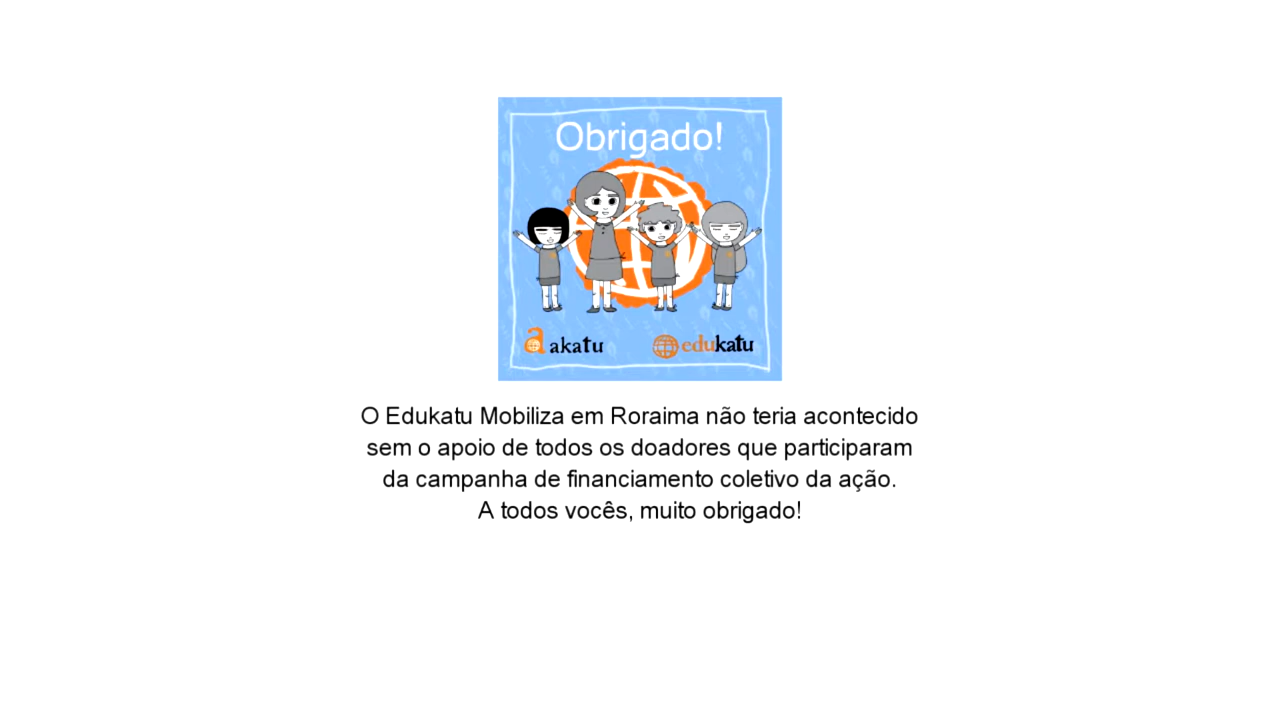 Obrigado!
akatu
edukatu
O Edukatu Mobiliza em Roraima não teria acontecido
sem o apoio de todos os doadores que participaram
da campanha de financiamento coletivo da ação.
A todos vocês, muito obrigado!